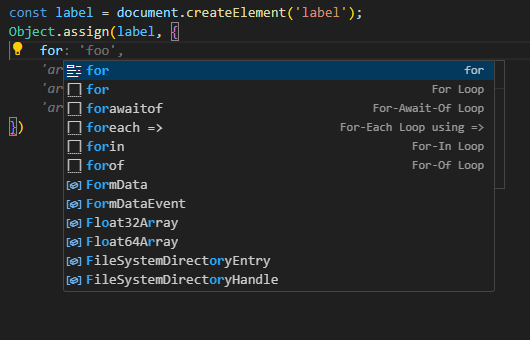 const label = document.createElement('label');
Object.assign(label, {
for: 'foo',
'ar
'ar
})
for for
for For Loop
forawaitof For-Await-Of Loop
foreach => For-Each Loop using =>
forin For-In Loop
forof For-Of Loop
FormData
FormDataEvent
Float32Array
Float64Array
FileSystemDirectoryEntry
FileSystemDirectoryHandle